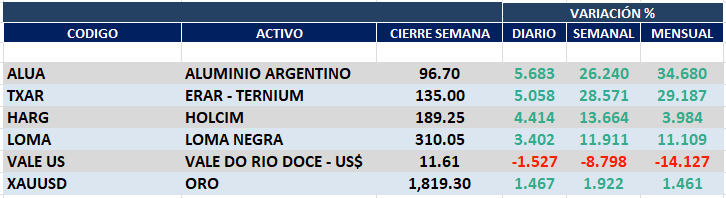 VARIACIÓN %
CODIGO ACTIVO CIERRE SEMANA DIARIO SEMANAL MENSUAL
ALUA ALUMINIO ARGENTINO 96.70 5.683 26.240 34.680
TXAR ERAR - TERNIUM 135.00 5.058 28.571 29.187
HARG HOLCIM 189.25 4.414 13.664 3.984
LOMA LOMA NEGRA 310.05 3.402 11.911 11.109
VALE US VALE DO RIO DOCE - US$ 11.61 -1.527 -8.798 -14.127
XAUUSD ORO 1,819.30 1.467 1.922 1.461